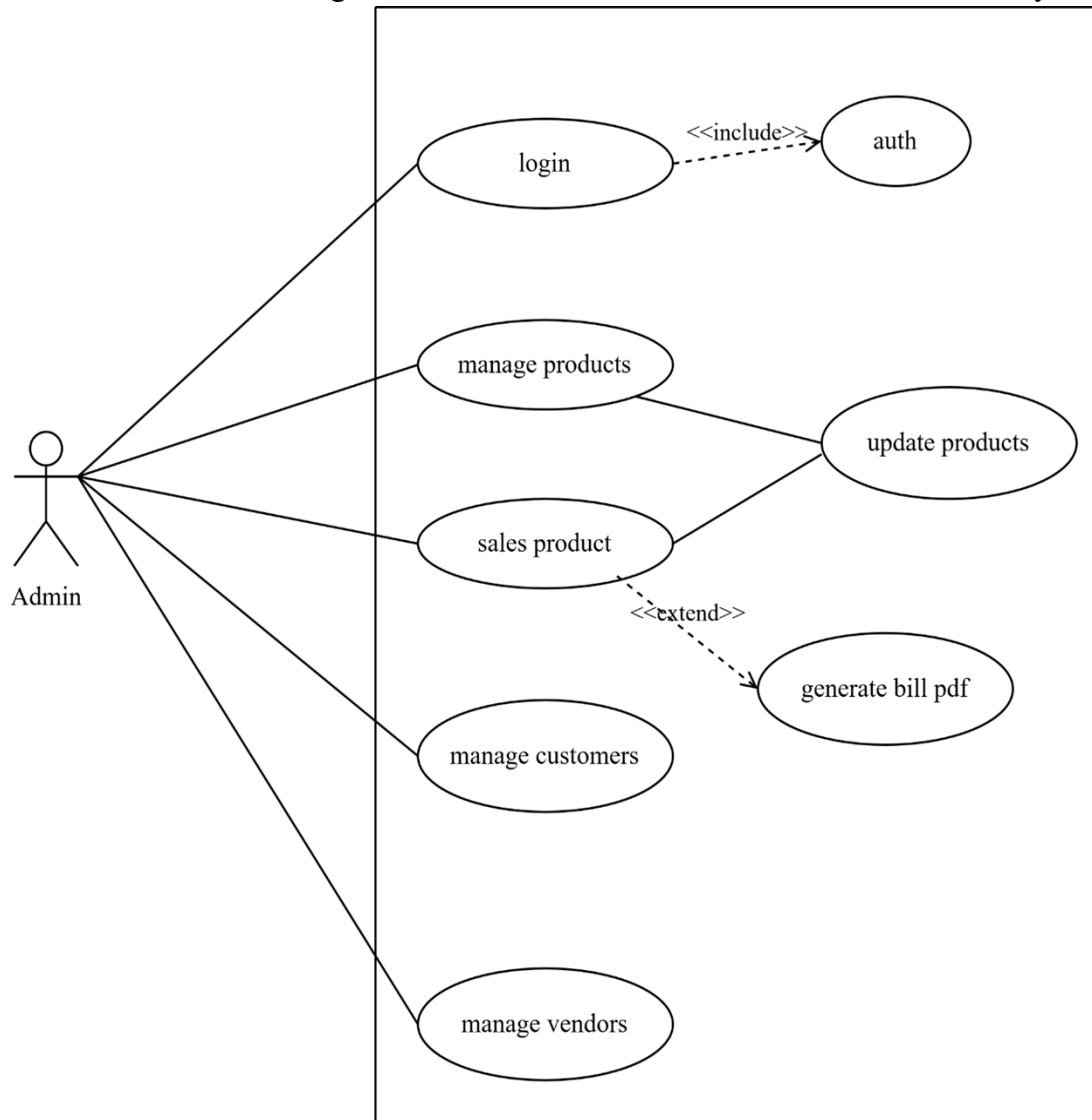 <<include>>
auth
login
manage products
update products
sales product
Admin
<<extend>>
generate bill pdf
manage customers
manage vendors